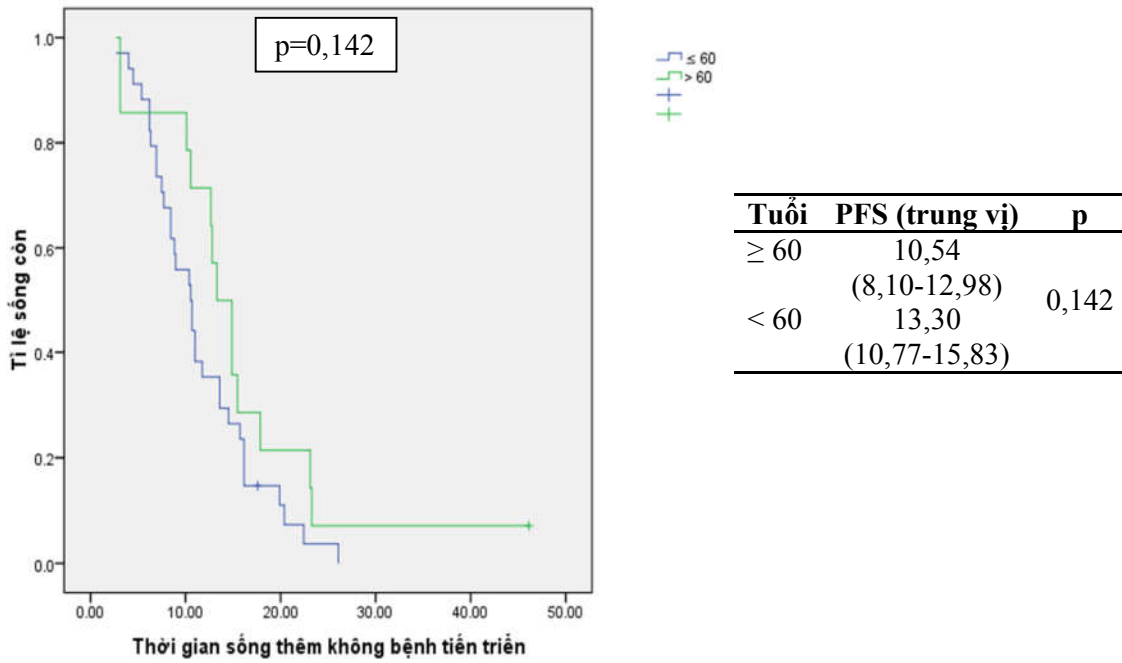 p=0,142
≤ 60
> 60
1.0
0.8
0.6
0.4
0.2
0.0
Tỉ lệ sống còn
0.00 10.00 20.00 30.00 40.00 50.00
Thời gian sống thêm không bệnh tiến triển
Tuổi PFS (trung vị) p
≥ 60 10,54
(8,10-12,98)
0,142
< 60 13,30
(10,77-15,83)